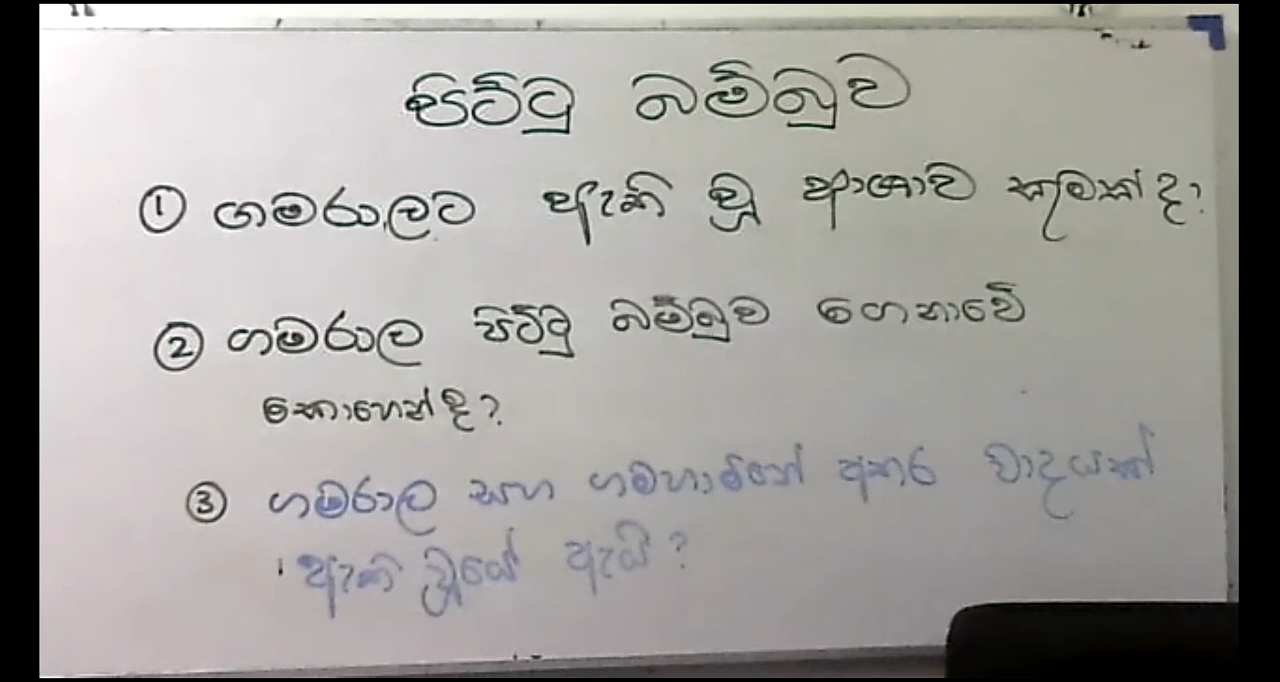 පිට්ටු බම්බුව
① ගමරාලට ඇති වූ ආශාව කුමක් ද?
② ගමරාල පිට්ටු බම්බුව ගෙනාවේ
කොහෙන් ද?
③ ගමරාල සහ ගමහාමිනේ අතර වාදයක්
ඇති වූයේ ඇයි?